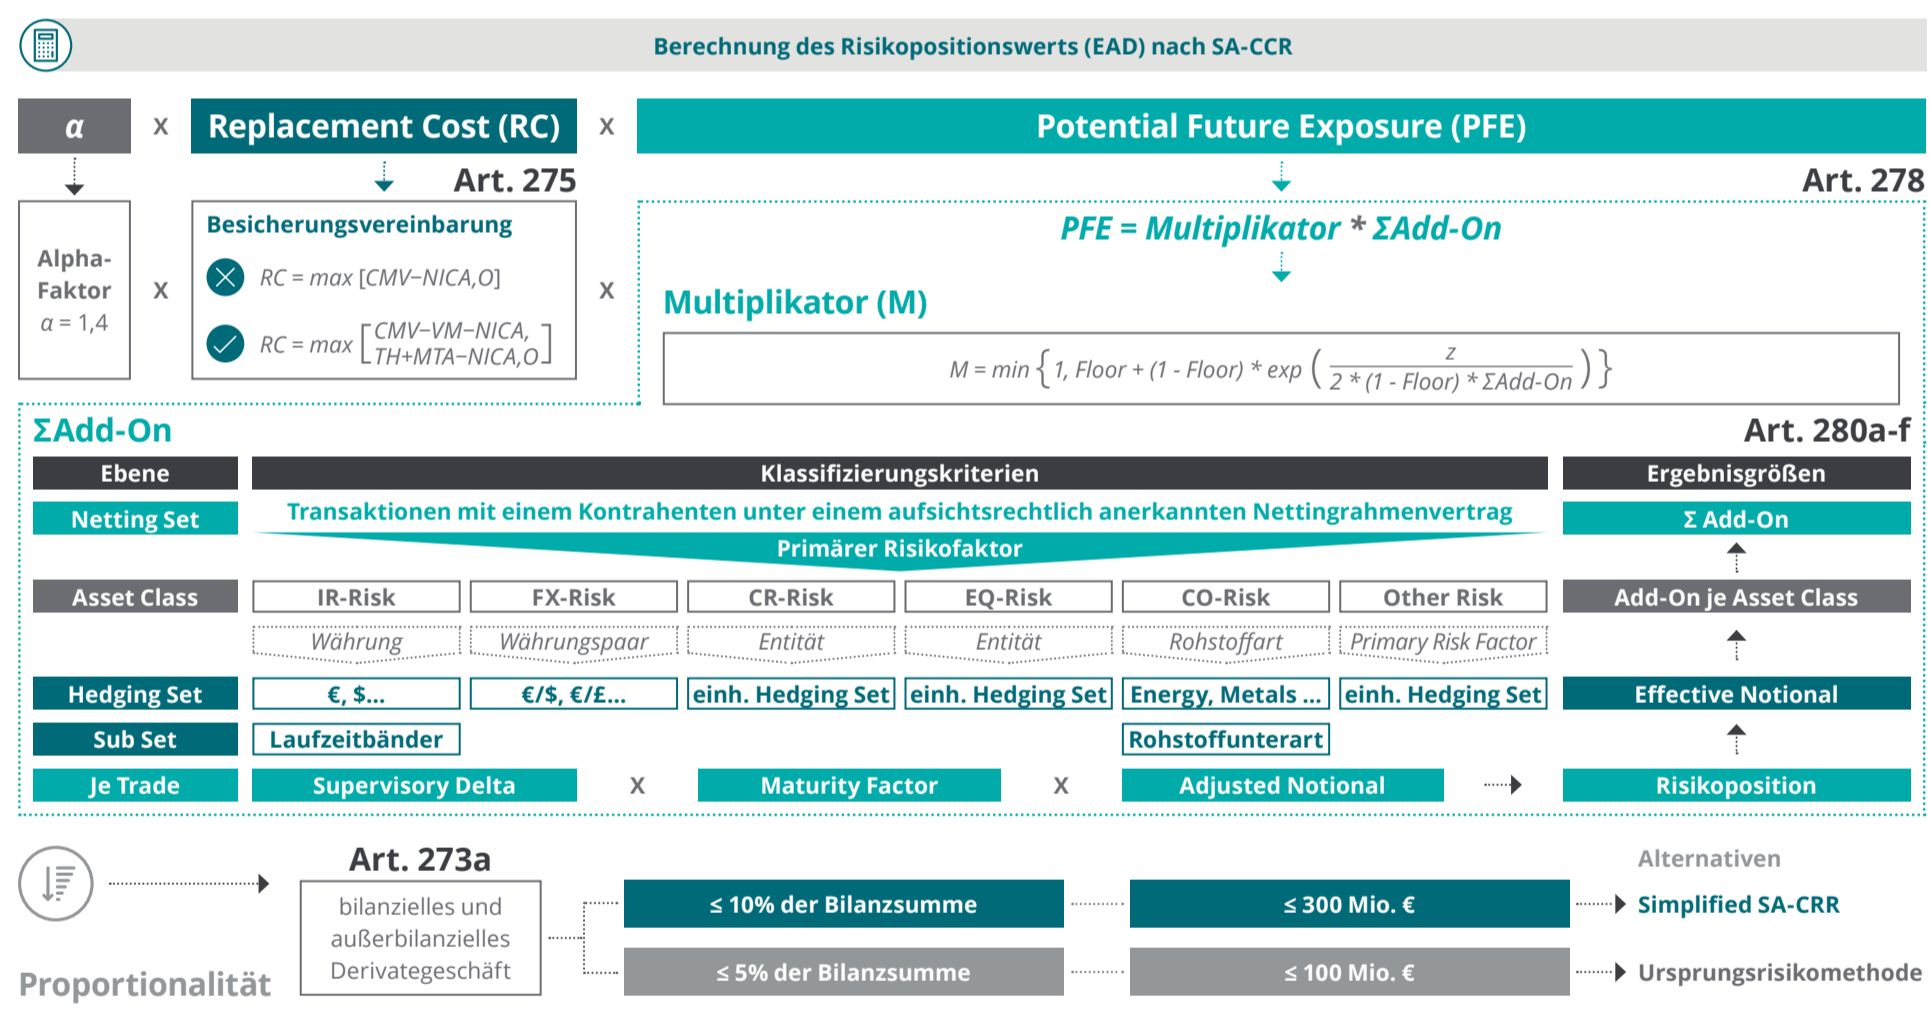 Berechnung des Risikopositionswerts (EAD) nach SA-CCR
α x Replacement Cost (RC) x Potential Future Exposure (PFE)
Art. 275
Art. 278
Alpha-
Faktor
α = 1,4
x
Besicherungsvereinbarung
RC = max [CMV−NICA,O]
RC = max [CMV−VM−NICA,
TH+MTA−NICA,O]
x
PFE = Multiplikator * ΣAdd-On
Multiplikator (M)
M = min { 1, Floor + (1 - Floor) * exp ( z / 2 * (1 - Floor) * ΣAdd-On ) }
ΣAdd-On
Art. 280a-f
Ebene Klassifizierungskriterien Ergebnisgrößen
Netting Set Transaktionen mit einem Kontrahenten unter einem aufsichtsrechtlich anerkannten Nettingrahmenvertrag Σ Add-On
Primärer Risikofaktor
Asset Class IR-Risk FX-Risk CR-Risk EQ-Risk CO-Risk Other Risk Add-On je Asset Class
Währung Währungspaar Entität Entität Rohstoffart Primary Risk Factor
Hedging Set €, $... €/$, €/£... einh. Hedging Set einh. Hedging Set Energy, Metals ... einh. Hedging Set Effective Notional
Sub Set Laufzeitbänder Rohstoffunterart
Je Trade Supervisory Delta x Maturity Factor x Adjusted Notional Risikoposition
Proportionalität
Art. 273a
bilanzielles und
außerbilanzielles
Derivategeschäft
Alternativen
≤ 10% der Bilanzsumme ≤ 300 Mio. € Simplified SA-CRR
≤ 5% der Bilanzsumme ≤ 100 Mio. € Ursprungsrisikomethode